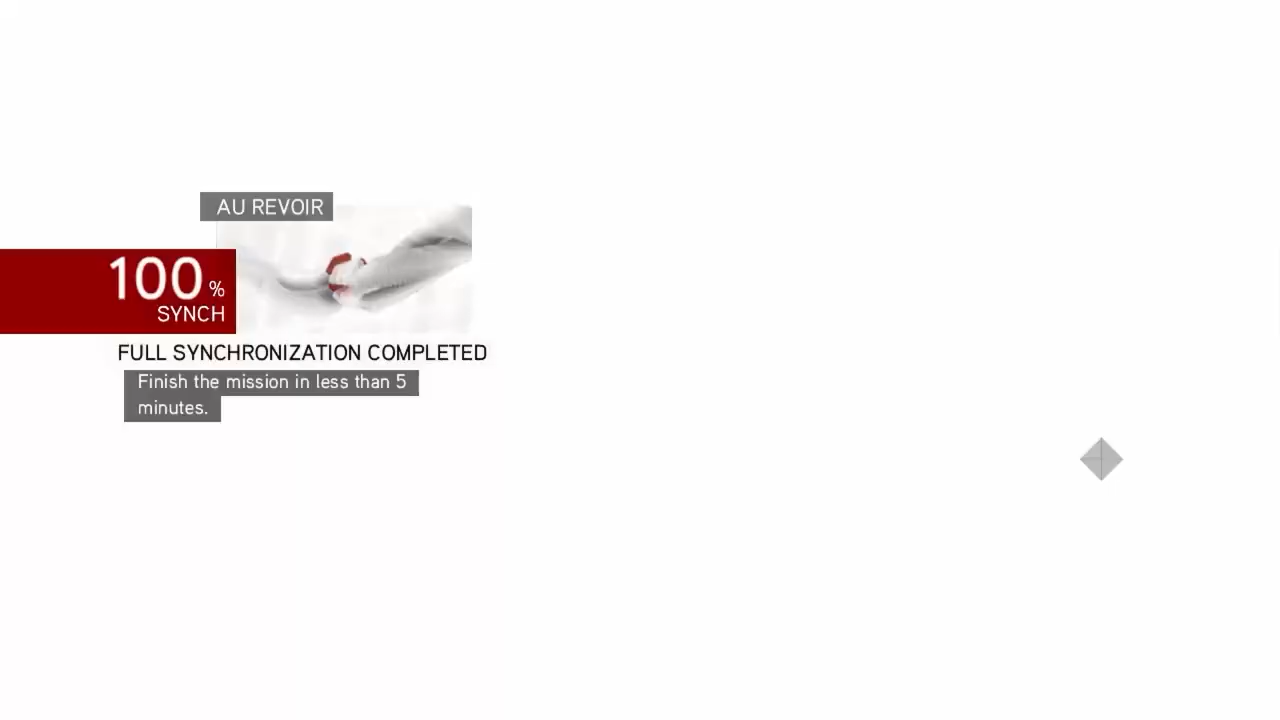 AU REVOIR
100 %
SYNCH
FULL SYNCHRONIZATION COMPLETED
Finish the mission in less than 5
minutes.